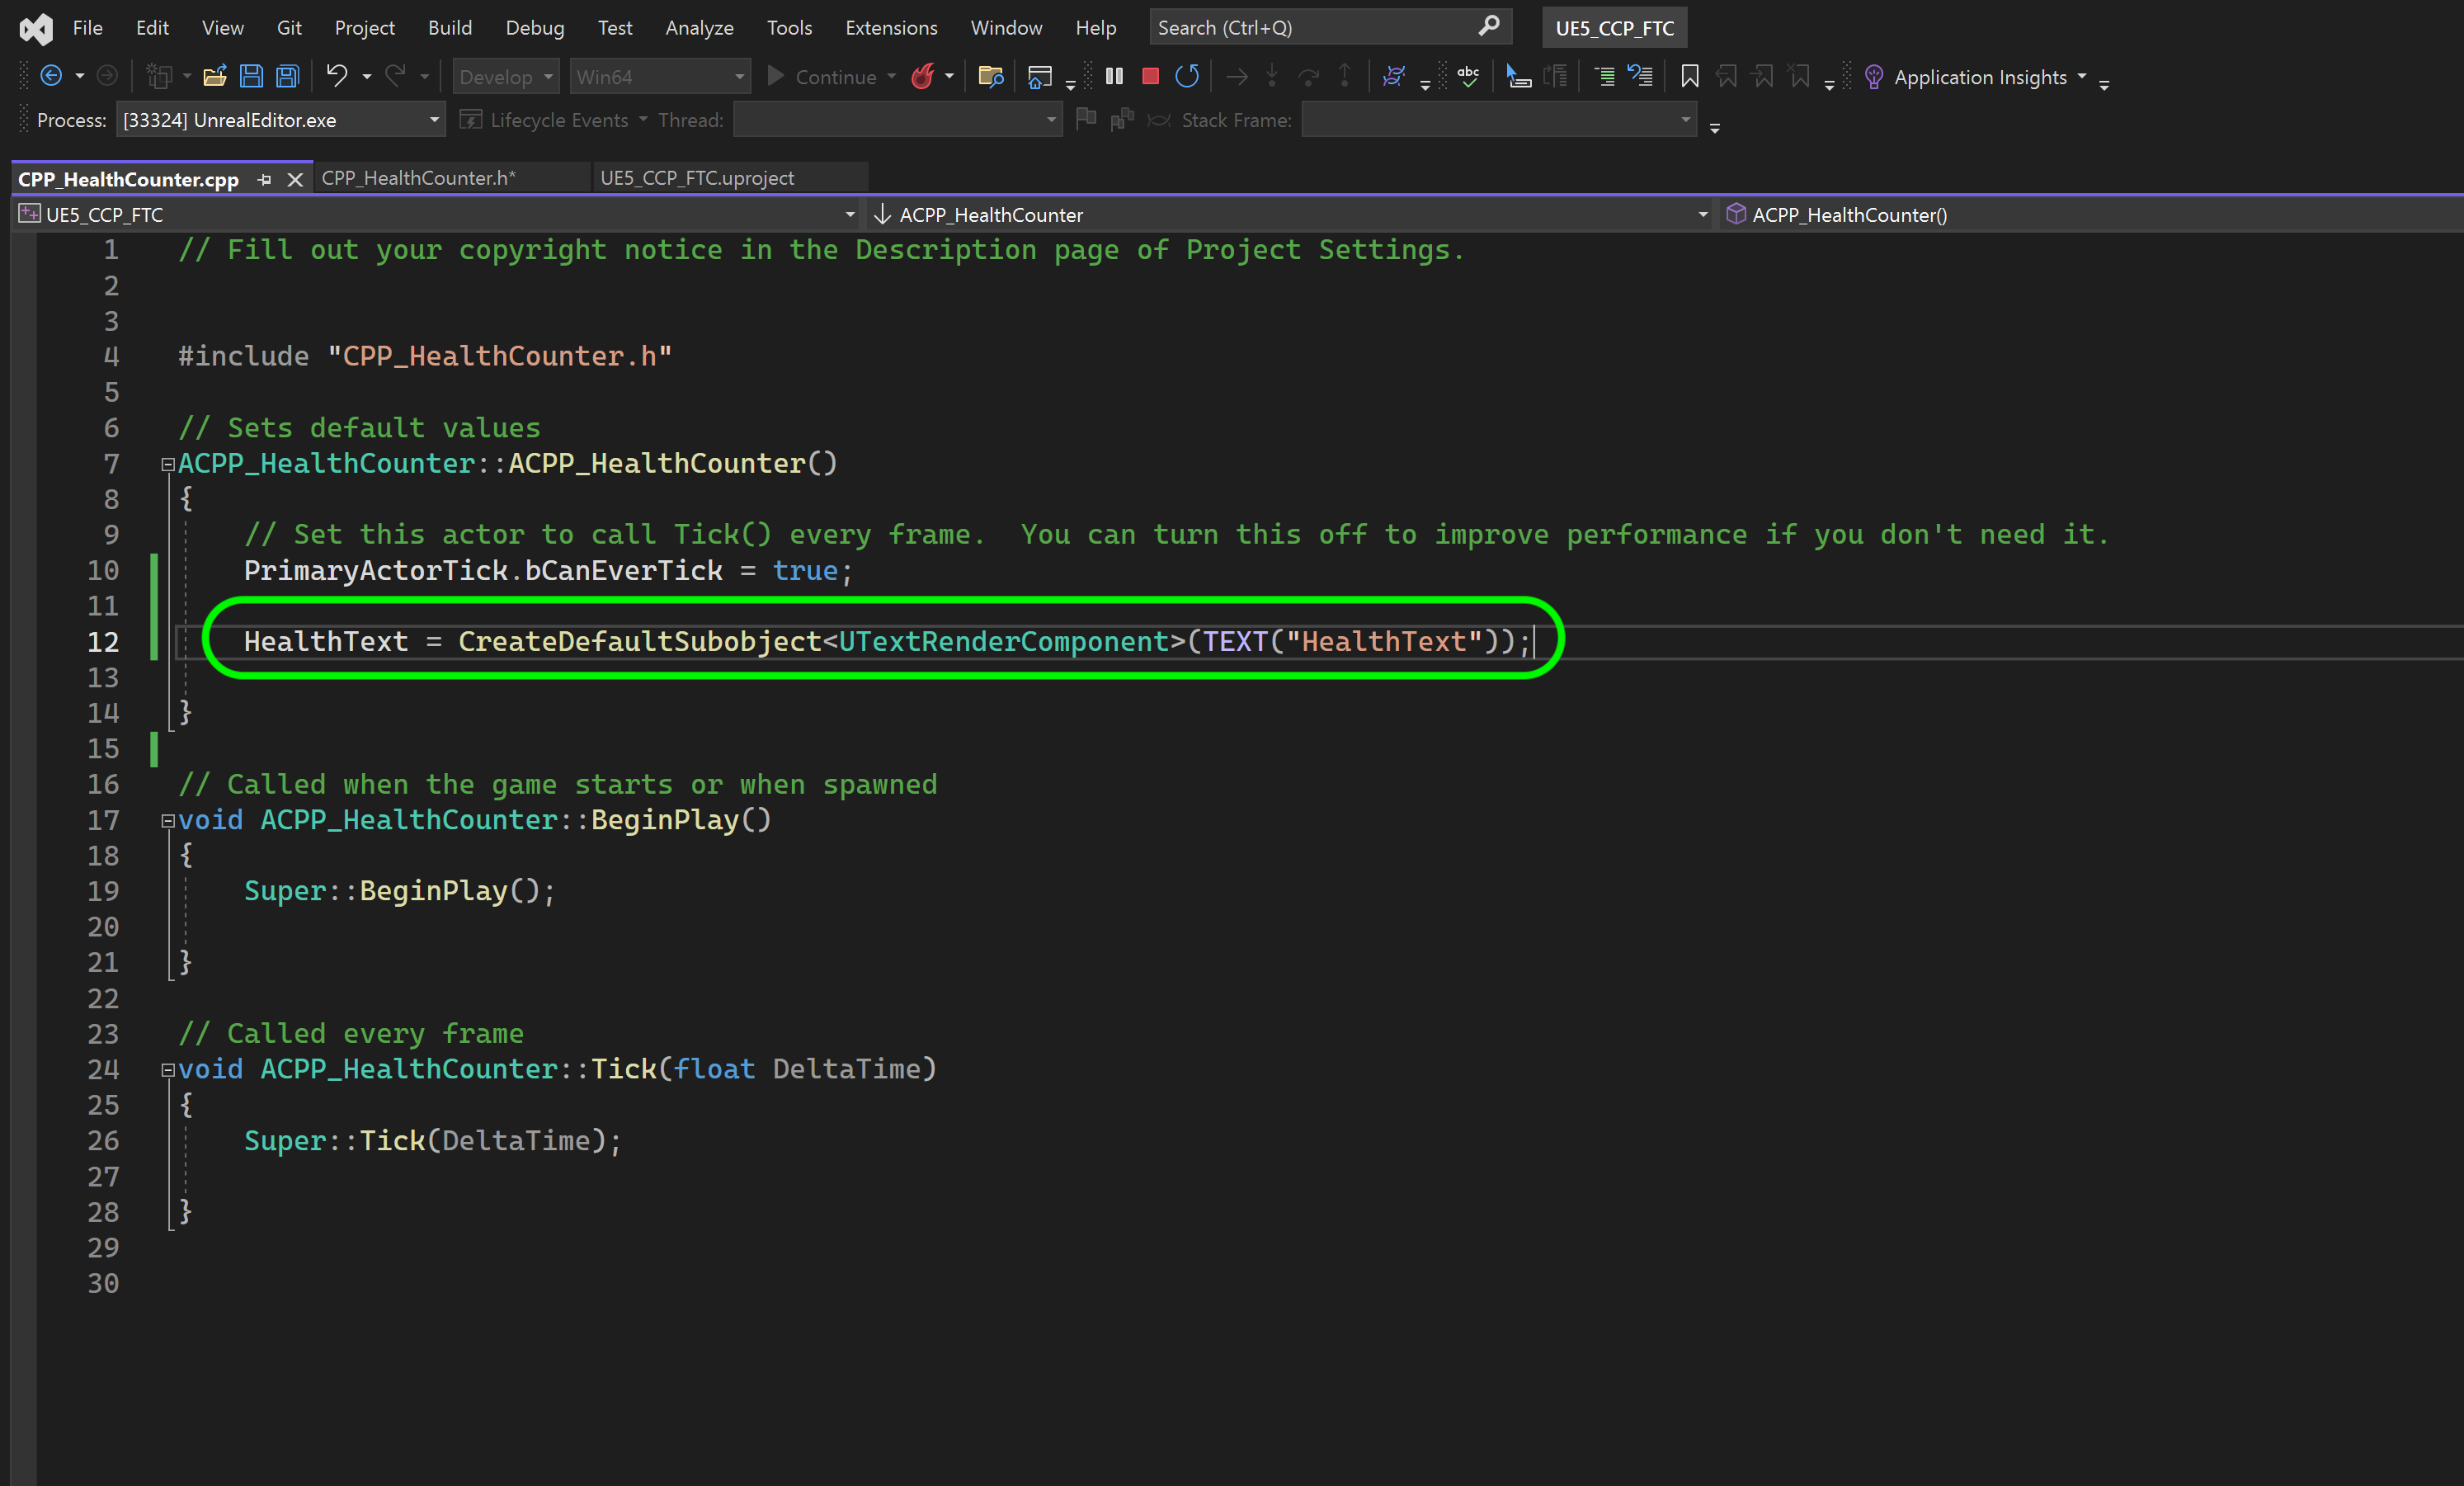 File Edit View Git Project Build Debug Test Analyze Tools Extensions Window Help Search (Ctrl+Q) UE5_CCP_FTC
Develop Win64 Continue abc Application Insights
Process: [33324] UnrealEditor.exe Lifecycle Events Thread: Stack Frame:
CPP_HealthCounter.cpp CPP_HealthCounter.h* UE5_CCP_FTC.uproject
UE5_CCP_FTC ACPP_HealthCounter ACPP_HealthCounter()
1 // Fill out your copyright notice in the Description page of Project Settings.
2
3
4 #include "CPP_HealthCounter.h"
5
6 // Sets default values
7 ACPP_HealthCounter::ACPP_HealthCounter()
8 {
9 // Set this actor to call Tick() every frame.  You can turn this off to improve performance if you don't need it.
10 PrimaryActorTick.bCanEverTick = true;
11
12 HealthText = CreateDefaultSubobject<UTextRenderComponent>(TEXT("HealthText"));
13
14 }
15
16 // Called when the game starts or when spawned
17 void ACPP_HealthCounter::BeginPlay()
18 {
19 Super::BeginPlay();
20
21 }
22
23 // Called every frame
24 void ACPP_HealthCounter::Tick(float DeltaTime)
25 {
26 Super::Tick(DeltaTime);
27
28 }
29
30